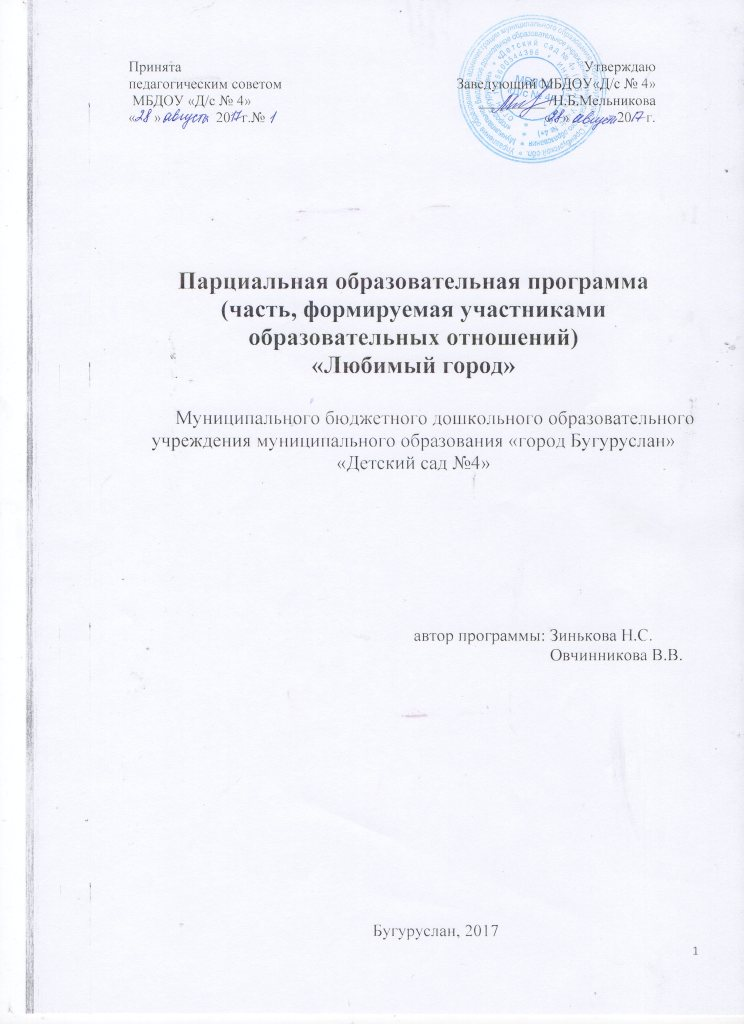 Принята
педагогическим советом
МБДОУ «Д/с № 4»
«28» августа 2017г.№ 1
Утверждаю
Заведующий МБДОУ«Д/с № 4»
/Н.Б.Мельникова
«28» август 2017 г.
Парциальная образовательная программа
(часть, формируемая участниками
образовательных отношений)
«Любимый город»
Муниципального бюджетного дошкольного образовательного
учреждения муниципального образования «город Бугуруслан»
«Детский сад №4»
автор программы: Зинькова Н.С.
Овчинникова В.В.
Бугуруслан, 2017
1